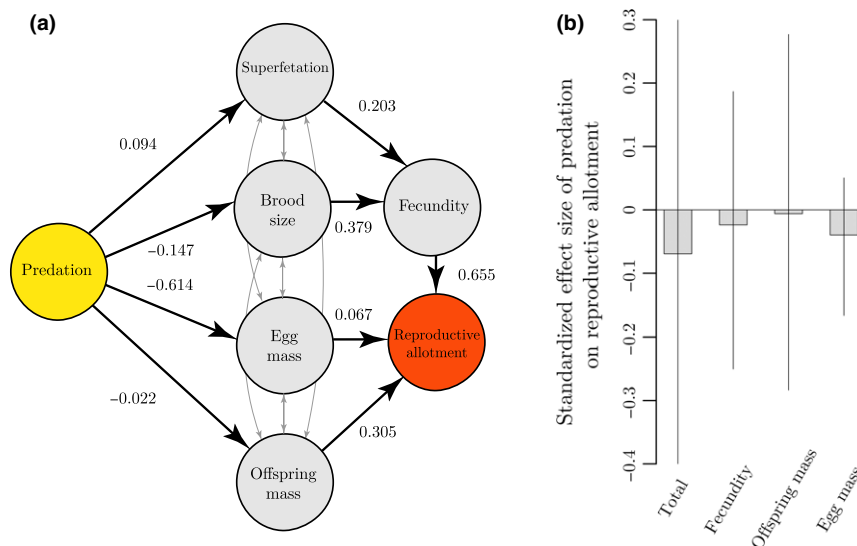 (a)
Superfetation
0.094
0.203
Brood
size
Fecundity
−0.147
0.379
Predation
−0.614
0.655
0.067
Egg
mass
Reproductive
allotment
−0.022
0.305
Offspring
mass
(b)
Standardized effect size of predation
on reproductive allotment
0.3
0.2
0.1
0
−0.1
−0.2
−0.3
−0.4
Total
Fecundity
Offspring mass
Egg mass